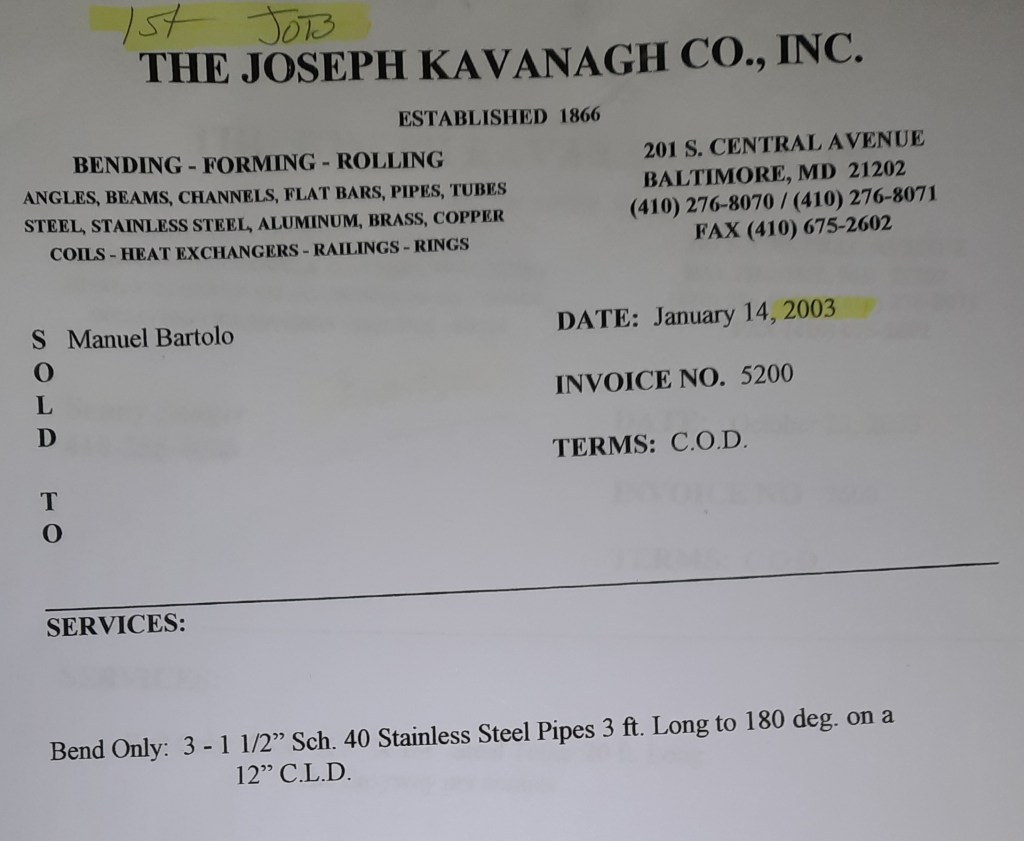 1st JOB
THE JOSEPH KAVANAGH CO., INC.
ESTABLISHED 1866
BENDING - FORMING - ROLLING
ANGLES, BEAMS, CHANNELS, FLAT BARS, PIPES, TUBES
STEEL, STAINLESS STEEL, ALUMINUM, BRASS, COPPER
COILS - HEAT EXCHANGERS - RAILINGS - RINGS
201 S. CENTRAL AVENUE
BALTIMORE, MD 21202
(410) 276-8070 / (410) 276-8071
FAX (410) 675-2602
SOLD TO
Manuel Bartolo
DATE: January 14, 2003
INVOICE NO. 5200
TERMS: C.O.D.
SERVICES:
Bend Only: 3 - 1 1/2” Sch. 40 Stainless Steel Pipes 3 ft. Long to 180 deg. on a
12” C.L.D.